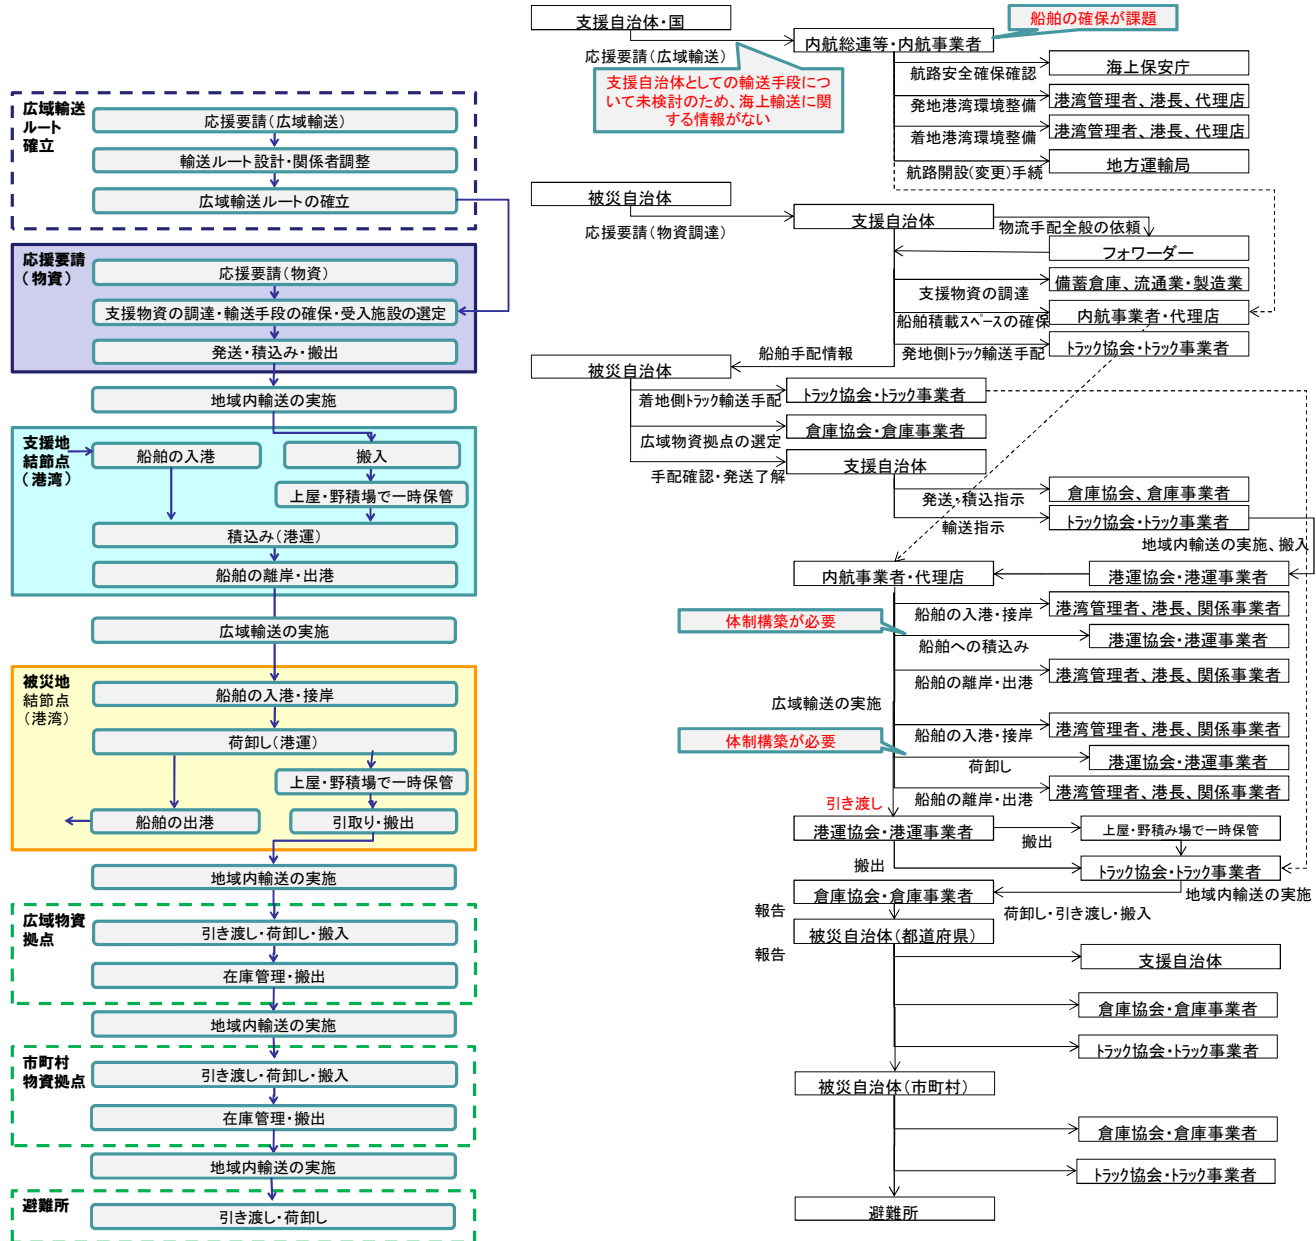 広域輸送
ルート
確立
応援要請(広域輸送)
輸送ルート設計・関係者調整
広域輸送ルートの確立
応援要請
(物資)
応援要請(物資)
支援物資の調達・輸送手段の確保・受入施設の選定
発送・積込み・搬出
地域内輸送の実施
支援地
結節点
(港湾)
船舶の入港
搬入
上屋・野積場で一時保管
積込み(港運)
船舶の離岸・出港
広域輸送の実施
被災地
結節点
(港湾)
船舶の入港・接岸
荷卸し(港運)
上屋・野積場で一時保管
船舶の出港
引取り・搬出
地域内輸送の実施
広域物資
拠点
引き渡し・荷卸し・搬入
在庫管理・搬出
地域内輸送の実施
市町村
物資拠点
引き渡し・荷卸し・搬入
在庫管理・搬出
地域内輸送の実施
避難所
引き渡し・荷卸し
支援自治体・国
船舶の確保が課題
内航総連等・内航事業者
応援要請(広域輸送)
支援自治体としての輸送手段につ
いて未検討のため、海上輸送に関
する情報がない
航路安全確保確認
海上保安庁
発地港湾環境整備
港湾管理者、港長、代理店
着地港湾環境整備
港湾管理者、港長、代理店
航路開設(変更)手続
地方運輸局
被災自治体
応援要請(物資調達)
支援自治体
物流手配全般の依頼
フォワーダー
支援物資の調達
備蓄倉庫、流通業・製造業
船舶積載スペースの確保
内航事業者・代理店
船舶手配情報
発地側トラック輸送手配
トラック協会・トラック事業者
被災自治体
着地側トラック輸送手配
トラック協会・トラック事業者
広域物資拠点の選定
倉庫協会・倉庫事業者
手配確認・発送了解
支援自治体
発送・積込指示
倉庫協会、倉庫事業者
輸送指示
トラック協会・トラック事業者
地域内輸送の実施、搬入
内航事業者・代理店
港運協会・港運事業者
船舶の入港・接岸
港湾管理者、港長、関係事業者
体制構築が必要
船舶への積込み
港運協会・港運事業者
船舶の離岸・出港
港湾管理者、港長、関係事業者
広域輸送の実施
船舶の入港・接岸
港湾管理者、港長、関係事業者
体制構築が必要
荷卸し
港運協会・港運事業者
船舶の離岸・出港
港湾管理者、港長、関係事業者
引き渡し
港運協会・港運事業者
搬出
上屋・野積み場で一時保管
搬出
トラック協会・トラック事業者
地域内輸送の実施
倉庫協会・倉庫事業者
荷卸し・引き渡し・搬入
報告
被災自治体(都道府県)
報告
支援自治体
倉庫協会・倉庫事業者
トラック協会・トラック事業者
被災自治体(市町村)
倉庫協会・倉庫事業者
トラック協会・トラック事業者
避難所